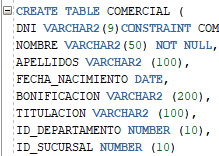 CREATE TABLE COMERCIAL (
DNI VARCHAR2(9)CONSTRAINT COM
NOMBRE VARCHAR2(50) NOT NULL,
APELLIDOS VARCHAR2 (100),
FECHA_NACIMIENTO DATE,
BONIFICACION VARCHAR2 (200),
TITULACION VARCHAR2 (100),
ID_DEPARTAMENTO NUMBER (10),
ID_SUCURSAL NUMBER (10)